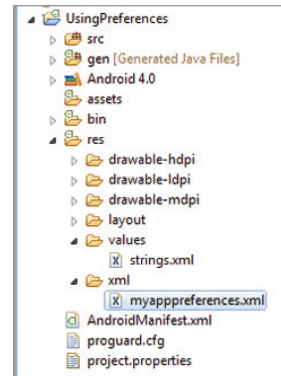 UsingPreferences
src
gen [Generated Java Files]
Android 4.0
assets
bin
res
drawable-hdpi
drawable-ldpi
drawable-mdpi
layout
values
strings.xml
xml
myapppreferences.xml
AndroidManifest.xml
proguard.cfg
project.properties